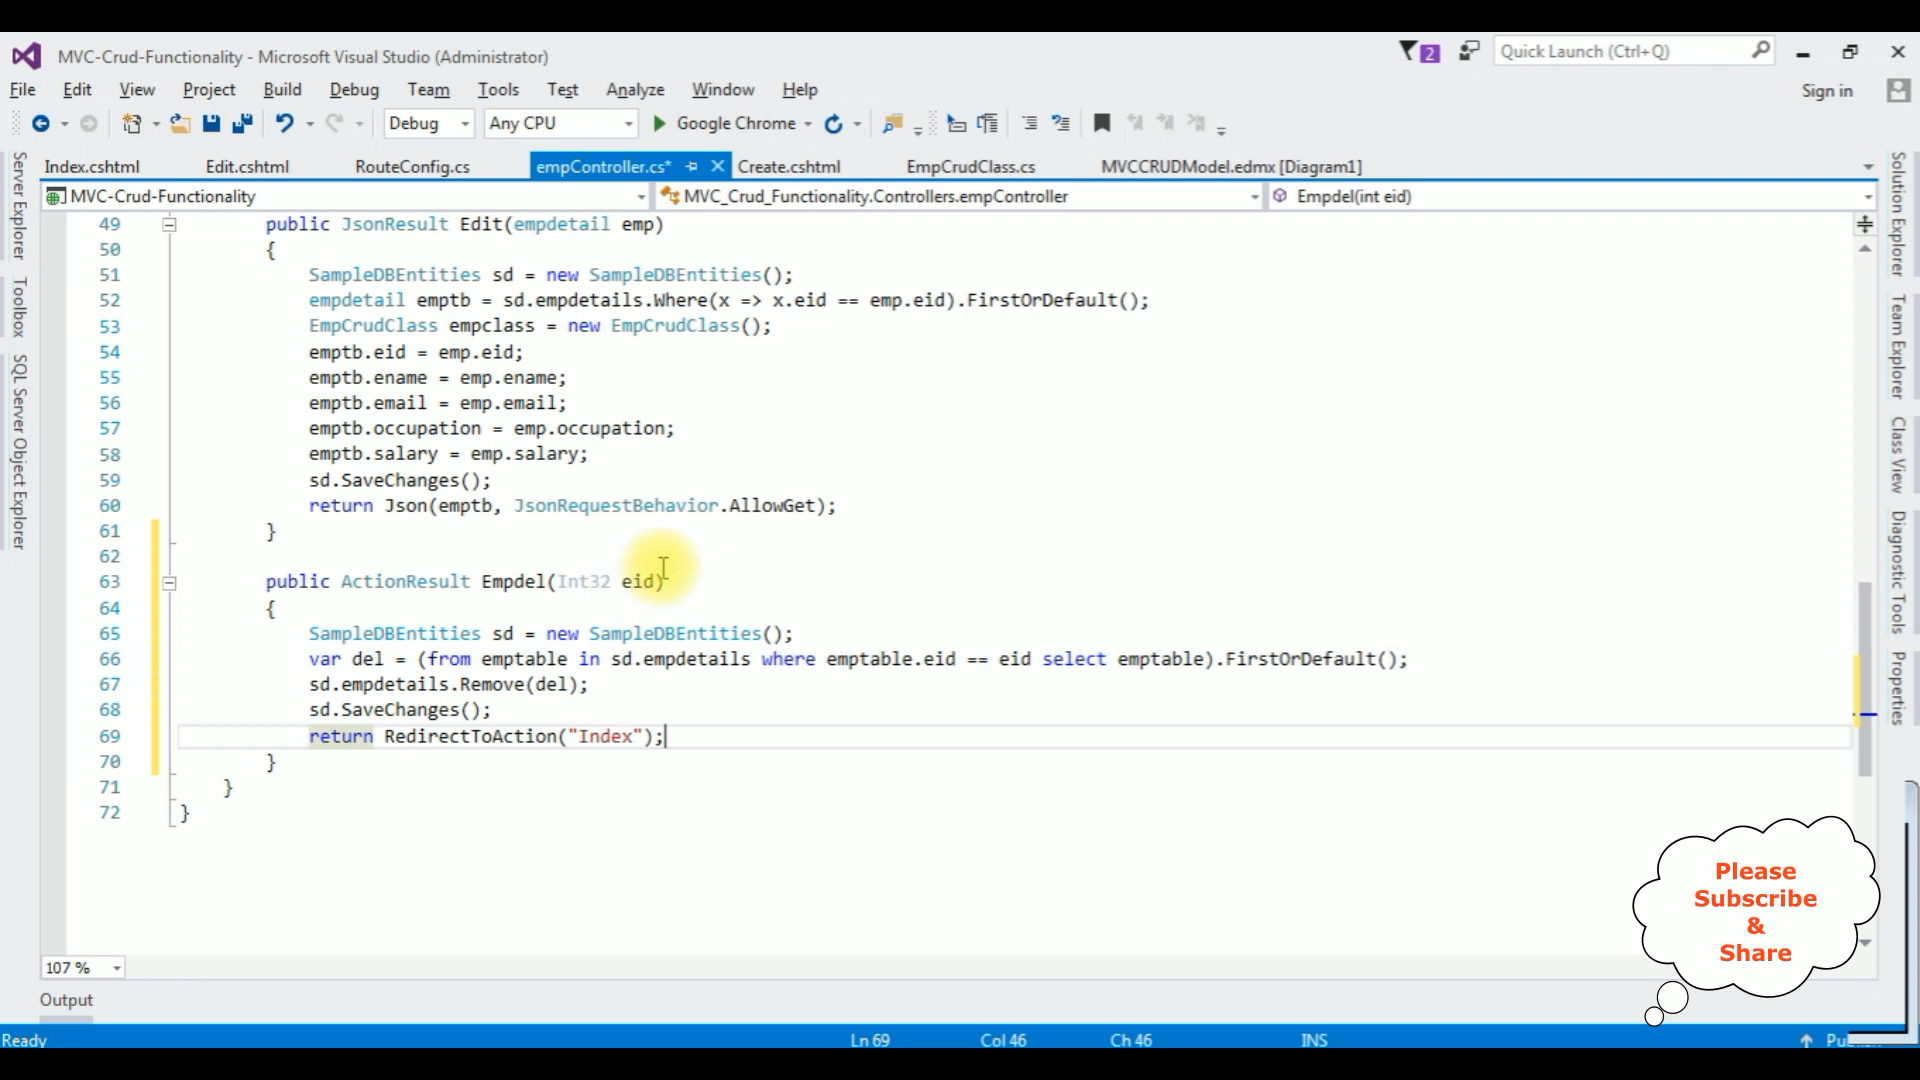 MVC-Crud-Functionality - Microsoft Visual Studio (Administrator)
2
Quick Launch (Ctrl+Q)
File Edit View Project Build Debug Team Tools Test Analyze Window Help
Sign in
Debug Any CPU Google Chrome
Index.cshtml Edit.cshtml RouteConfig.cs empController.cs* Create.cshtml EmpCrudClass.cs MVCCRUDModel.edmx [Diagram1]
MVC-Crud-Functionality MVC_Crud_Functionality.Controllers.empController Empdel(int eid)
Server Explorer
Toolbox
SQL Server Object Explorer
49 public JsonResult Edit(empdetail emp)
50 {
51 SampleDBEntities sd = new SampleDBEntities();
52 empdetail emptb = sd.empdetails.Where(x => x.eid == emp.eid).FirstOrDefault();
53 EmpCrudClass empclass = new EmpCrudClass();
54 emptb.eid = emp.eid;
55 emptb.ename = emp.ename;
56 emptb.email = emp.email;
57 emptb.occupation = emp.occupation;
58 emptb.salary = emp.salary;
59 sd.SaveChanges();
60 return Json(emptb, JsonRequestBehavior.AllowGet);
61 }
62
63 public ActionResult Empdel(Int32 eid)
64 {
65 SampleDBEntities sd = new SampleDBEntities();
66 var del = (from emptable in sd.empdetails where emptable.eid == eid select emptable).FirstOrDefault();
67 sd.empdetails.Remove(del);
68 sd.SaveChanges();
69 return RedirectToAction("Index");
70 }
71 }
72 }
Solution Explorer
Team Explorer
Class View
Diagnostic Tools
Properties
Please
Subscribe
&
Share
107 %
Output
Ready Ln 69 Col 46 Ch 46 INS